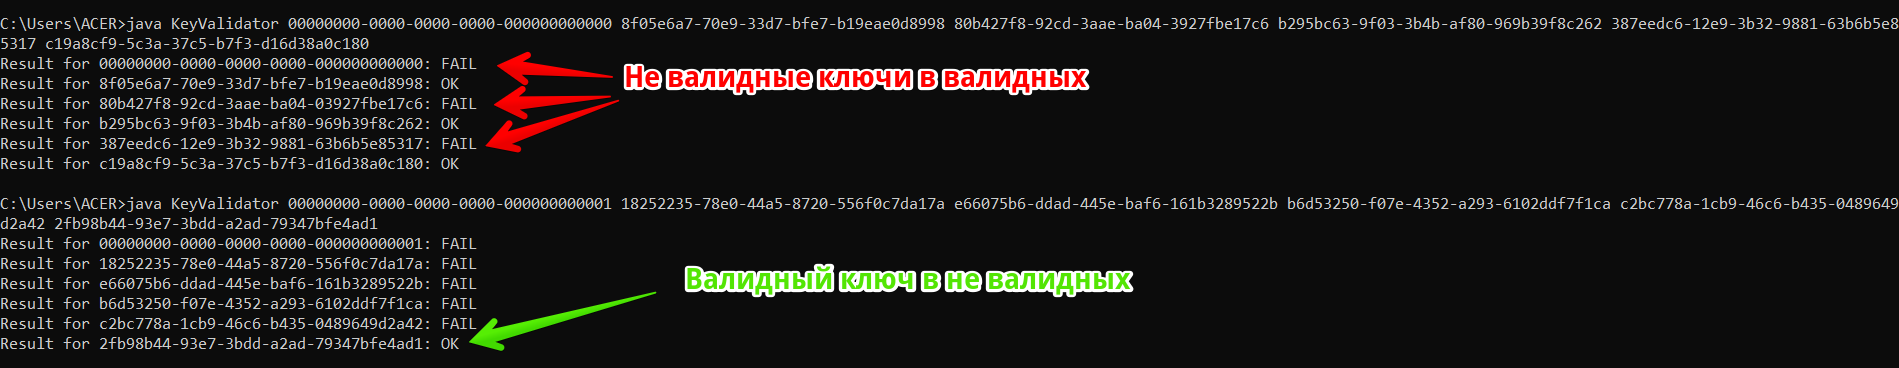 C:\Users\ACER>java KeyValidator 00000000-0000-0000-0000-000000000000 8f05e6a7-70e9-33d7-bfe7-b19eae0d8998 80b427f8-92cd-3aae-ba04-3927fbe17c6 b295bc63-9f03-3b4b-af80-969b39f8c262 387eedc6-12e9-3b32-9881-63b6b5e8
5317 c19a8cf9-5c3a-37c5-b7f3-d16d38a0c180
Result for 00000000-0000-0000-0000-000000000000: FAIL
Result for 8f05e6a7-70e9-33d7-bfe7-b19eae0d8998: OK
Не валидные ключи в валидных
Result for 80b427f8-92cd-3aae-ba04-03927fbe17c6: FAIL
Result for b295bc63-9f03-3b4b-af80-969b39f8c262: OK
Result for 387eedc6-12e9-3b32-9881-63b6b5e85317: FAIL
Result for c19a8cf9-5c3a-37c5-b7f3-d16d38a0c180: OK
C:\Users\ACER>java KeyValidator 00000000-0000-0000-0000-000000000001 18252235-78e0-44a5-8720-556f0c7da17a e66075b6-ddad-445e-baf6-161b3289522b b6d53250-f07e-4352-a293-6102ddf7f1ca c2bc778a-1cb9-46c6-b435-0489649
d2a42 2fb98b44-93e7-3bdd-a2ad-79347bfe4ad1
Result for 00000000-0000-0000-0000-000000000001: FAIL
Result for 18252235-78e0-44a5-8720-556f0c7da17a: FAIL
Result for e66075b6-ddad-445e-baf6-161b3289522b: FAIL
Валидный ключ в не валидных
Result for b6d53250-f07e-4352-a293-6102ddf7f1ca: FAIL
Result for c2bc778a-1cb9-46c6-b435-0489649d2a42: FAIL
Result for 2fb98b44-93e7-3bdd-a2ad-79347bfe4ad1: OK